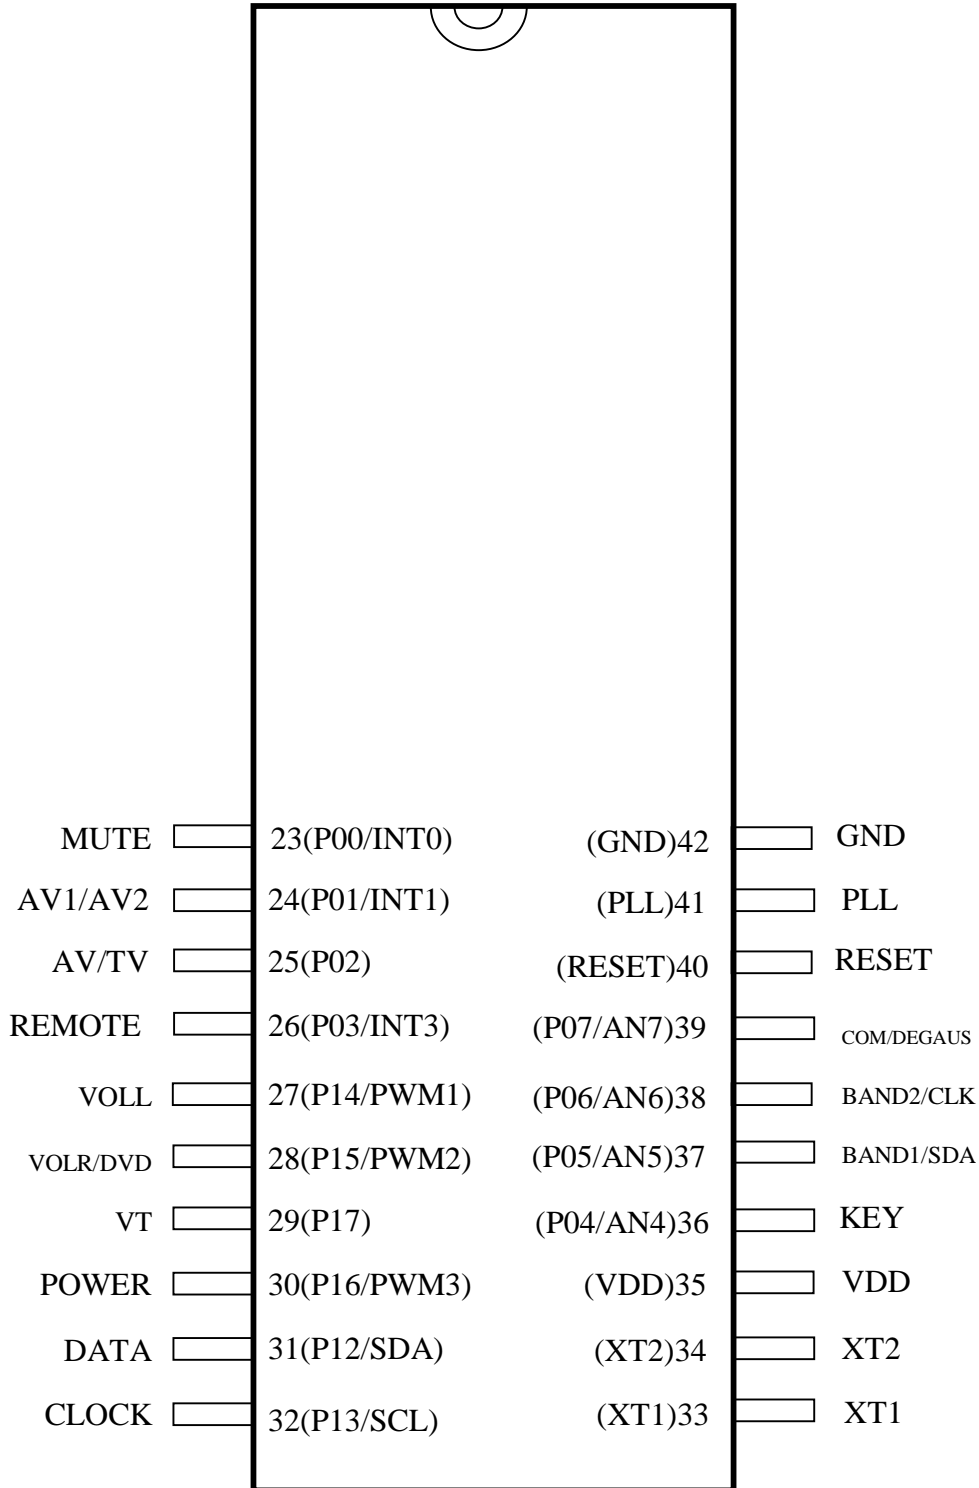 MUTE 23(P00/INT0) (GND)42 GND
AV1/AV2 24(P01/INT1) (PLL)41 PLL
AV/TV 25(P02) (RESET)40 RESET
REMOTE 26(P03/INT3) (P07/AN7)39 COM/DEGAUS
VOLL 27(P14/PWM1) (P06/AN6)38 BAND2/CLK
VOLR/DVD 28(P15/PWM2) (P05/AN5)37 BAND1/SDA
VT 29(P17) (P04/AN4)36 KEY
POWER 30(P16/PWM3) (VDD)35 VDD
DATA 31(P12/SDA) (XT2)34 XT2
CLOCK 32(P13/SCL) (XT1)33 XT1